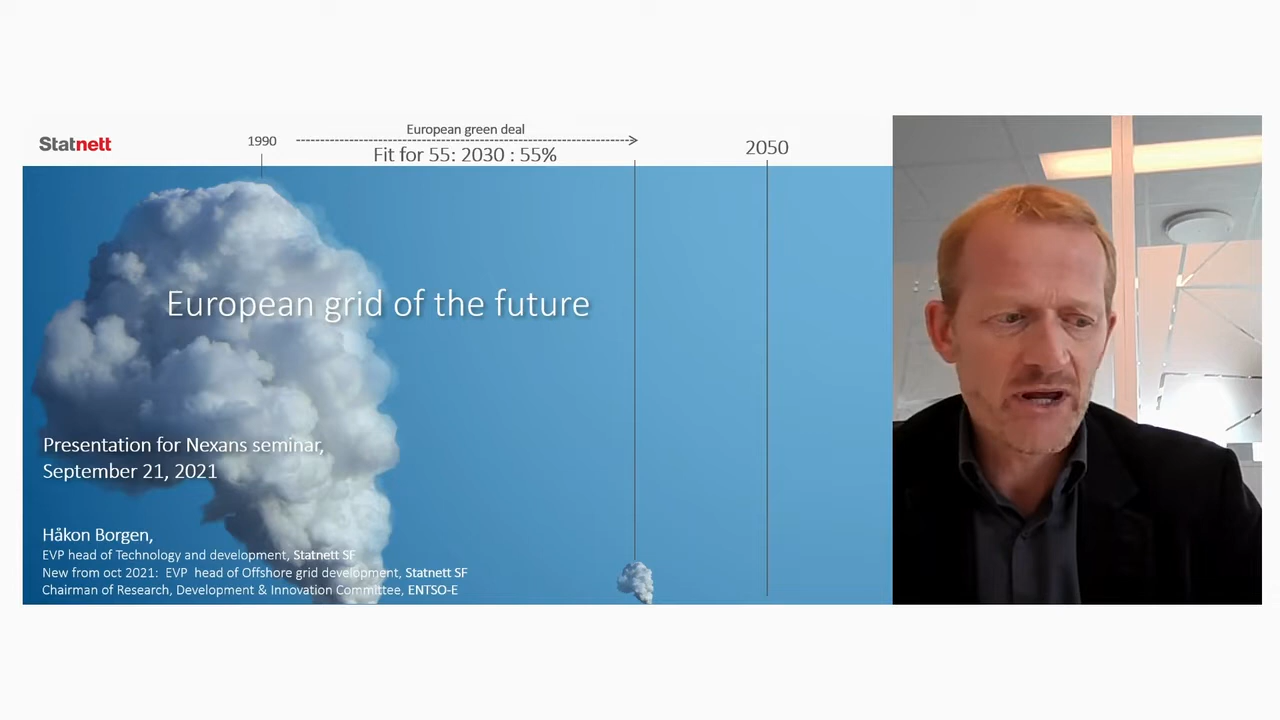 Statnett
1990
European green deal
Fit for 55: 2030 : 55%
2050
European grid of the future
Presentation for Nexans seminar,
September 21, 2021
Håkon Borgen,
EVP head of Technology and development, Statnett SF
New from oct 2021: EVP head of Offshore grid development, Statnett SF
Chairman of Research, Development & Innovation Committee, ENTSO-E